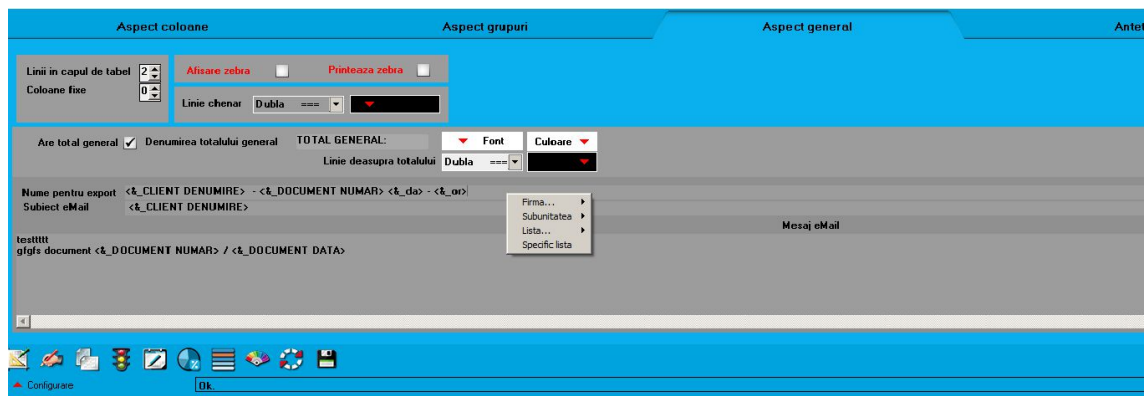 Aspect coloane Aspect grupuri Aspect general Antet
Linii in capul de tabel 2 Afisare zebra Printeaza zebra
Coloane fixe 0
Linie chenar Dubla ===
Are total general Denumirea totalului general TOTAL GENERAL: Font Culoare
Linie deasupra totalului Dubla ===
Nume pentru export <&_CLIENT DENUMIRE> - <&_DOCUMENT NUMAR> <&_da> - <&_or>
Subiect eMail <&_CLIENT DENUMIRE>
Firma...
Subunitatea
Lista...
Specific lista
Mesaj eMail
testtttt
gfgfs document <&_DOCUMENT NUMAR> / <&_DOCUMENT DATA>
Configurare Ok.